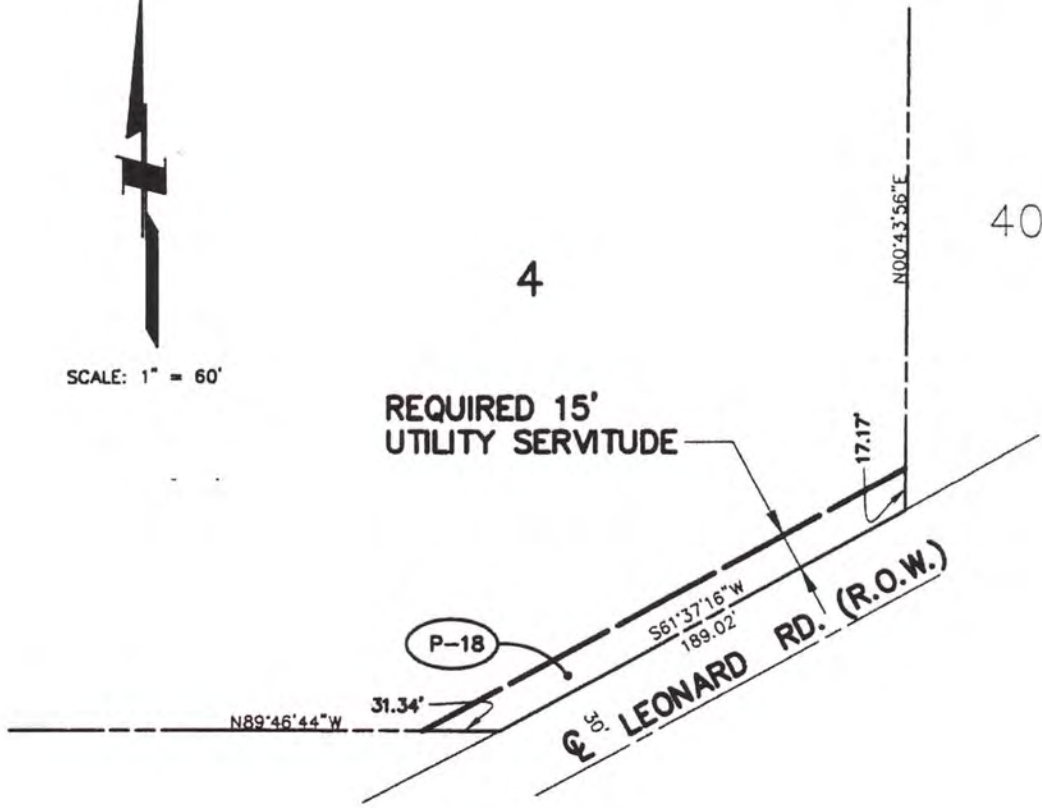 N00°43'56"E
40
4
SCALE: 1" = 60'
REQUIRED 15'
UTILITY SERVITUDE
17.17'
S61°37'16"W
189.02'
P-18
31.34'
N89°46'44"W
℄ LEONARD RD. (R.O.W.)
30'